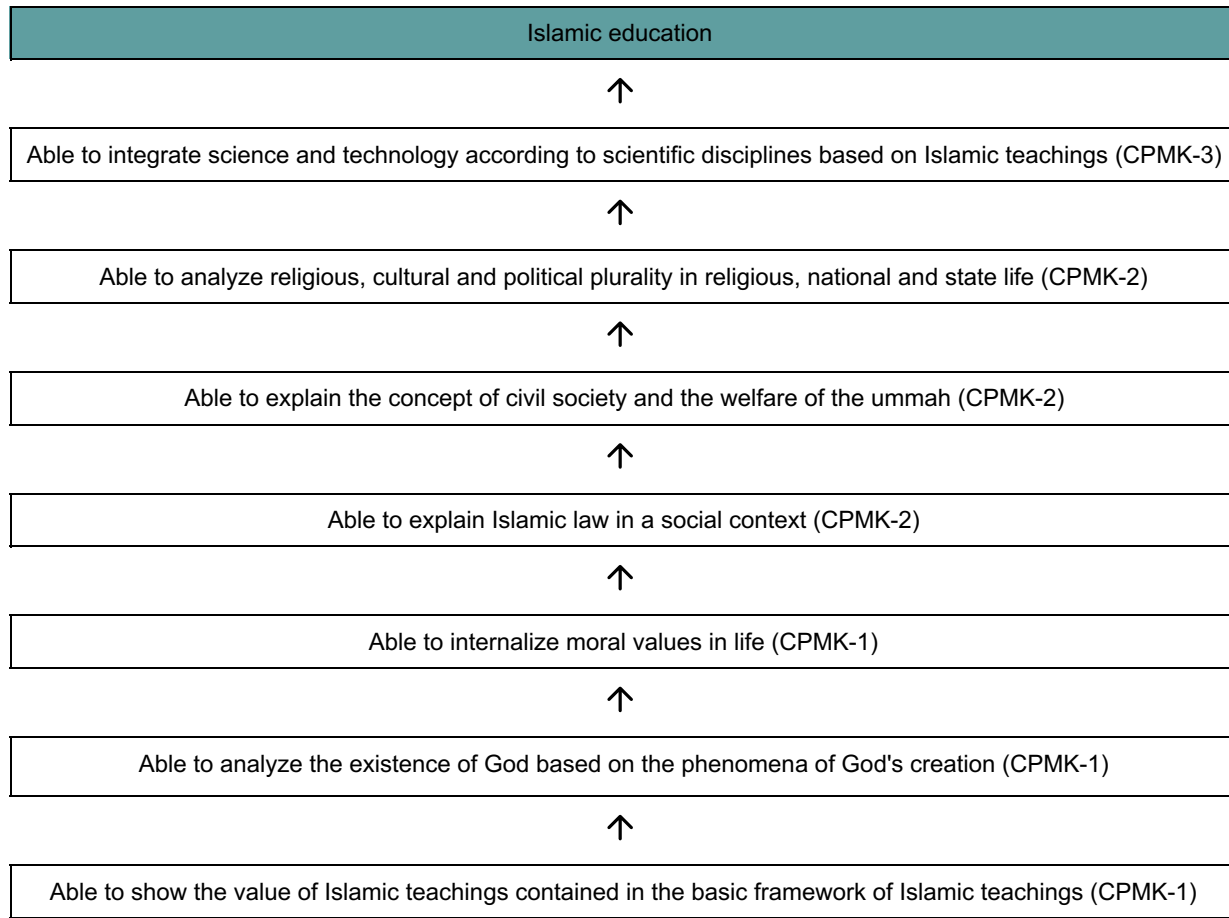 Islamic education
Able to integrate science and technology according to scientific disciplines based on Islamic teachings (CPMK-3)
Able to analyze religious, cultural and political plurality in religious, national and state life (CPMK-2)
Able to explain the concept of civil society and the welfare of the ummah (CPMK-2)
Able to explain Islamic law in a social context (CPMK-2)
Able to internalize moral values in life (CPMK-1)
Able to analyze the existence of God based on the phenomena of God's creation (CPMK-1)
Able to show the value of Islamic teachings contained in the basic framework of Islamic teachings (CPMK-1)